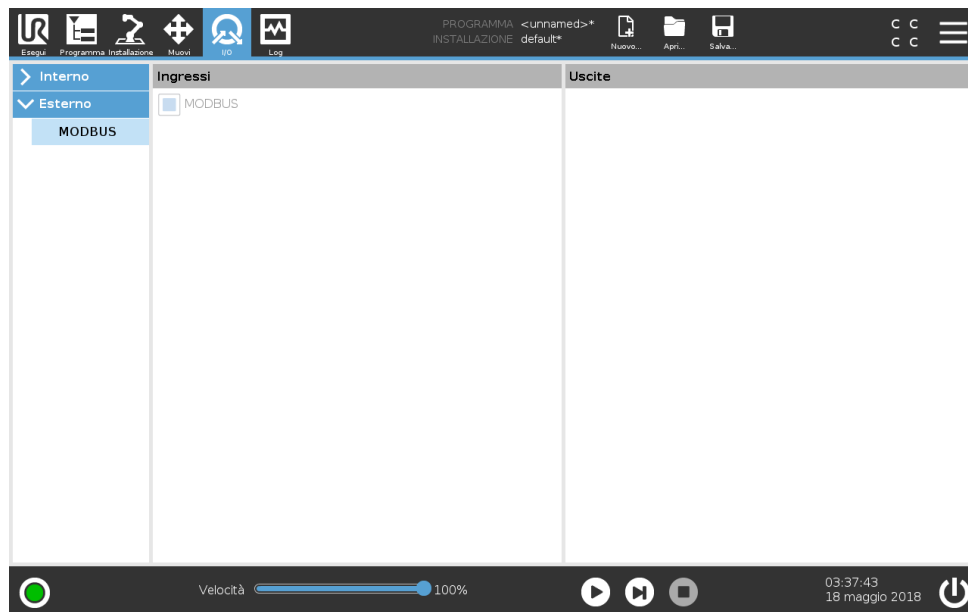 UR
PROGRAMMA <unnamed>*
INSTALLAZIONE default*
C C
C C
Esegui Programma Installazione Muovi I/O Log
Nuovo... Apri... Salva...
Interno
Esterno
MODBUS
Ingressi
MODBUS
Uscite
Velocità 100%
03:37:43
18 maggio 2018